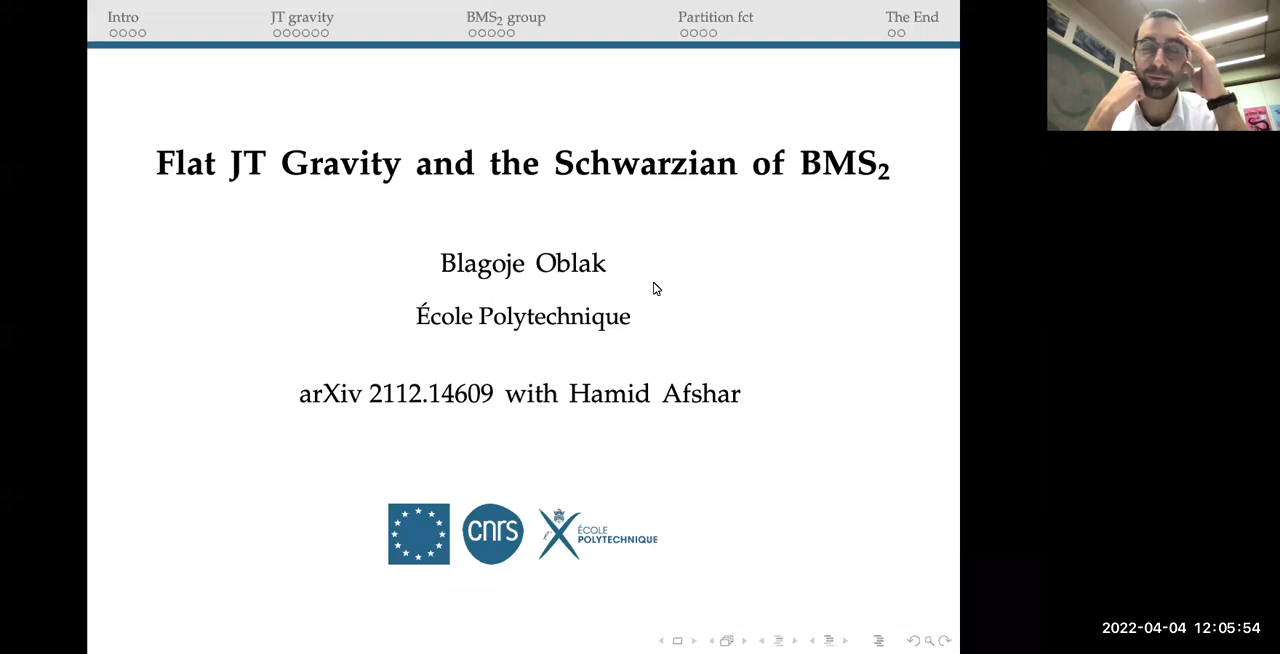 Intro
JT gravity
BMS₂ group
Partition fct
The End
Flat JT Gravity and the Schwarzian of BMS₂
Blagoje Oblak
École Polytechnique
arXiv 2112.14609 with Hamid Afshar
cnrs
ÉCOLE
POLYTECHNIQUE
2022-04-04 12:05:54